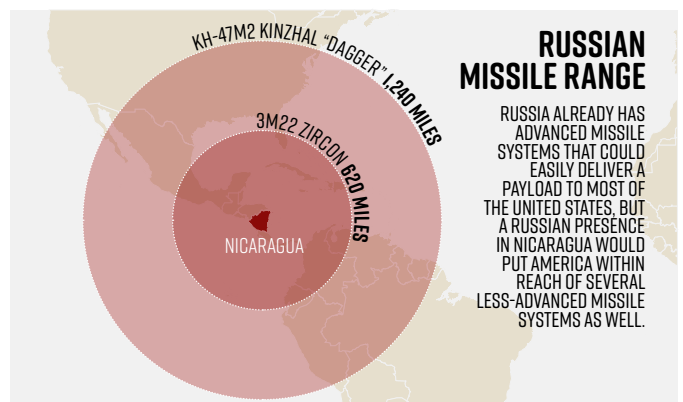 KH-47M2 KINZHAL “DAGGER” 1,240 MILES
3M22 ZIRCON 620 MILES
NICARAGUA
RUSSIAN
MISSILE RANGE
RUSSIA ALREADY HAS
ADVANCED MISSILE
SYSTEMS THAT COULD
EASILY DELIVER A
PAYLOAD TO MOST OF
THE UNITED STATES, BUT
A RUSSIAN PRESENCE
IN NICARAGUA WOULD
PUT AMERICA WITHIN
REACH OF SEVERAL
LESS-ADVANCED MISSILE
SYSTEMS AS WELL.